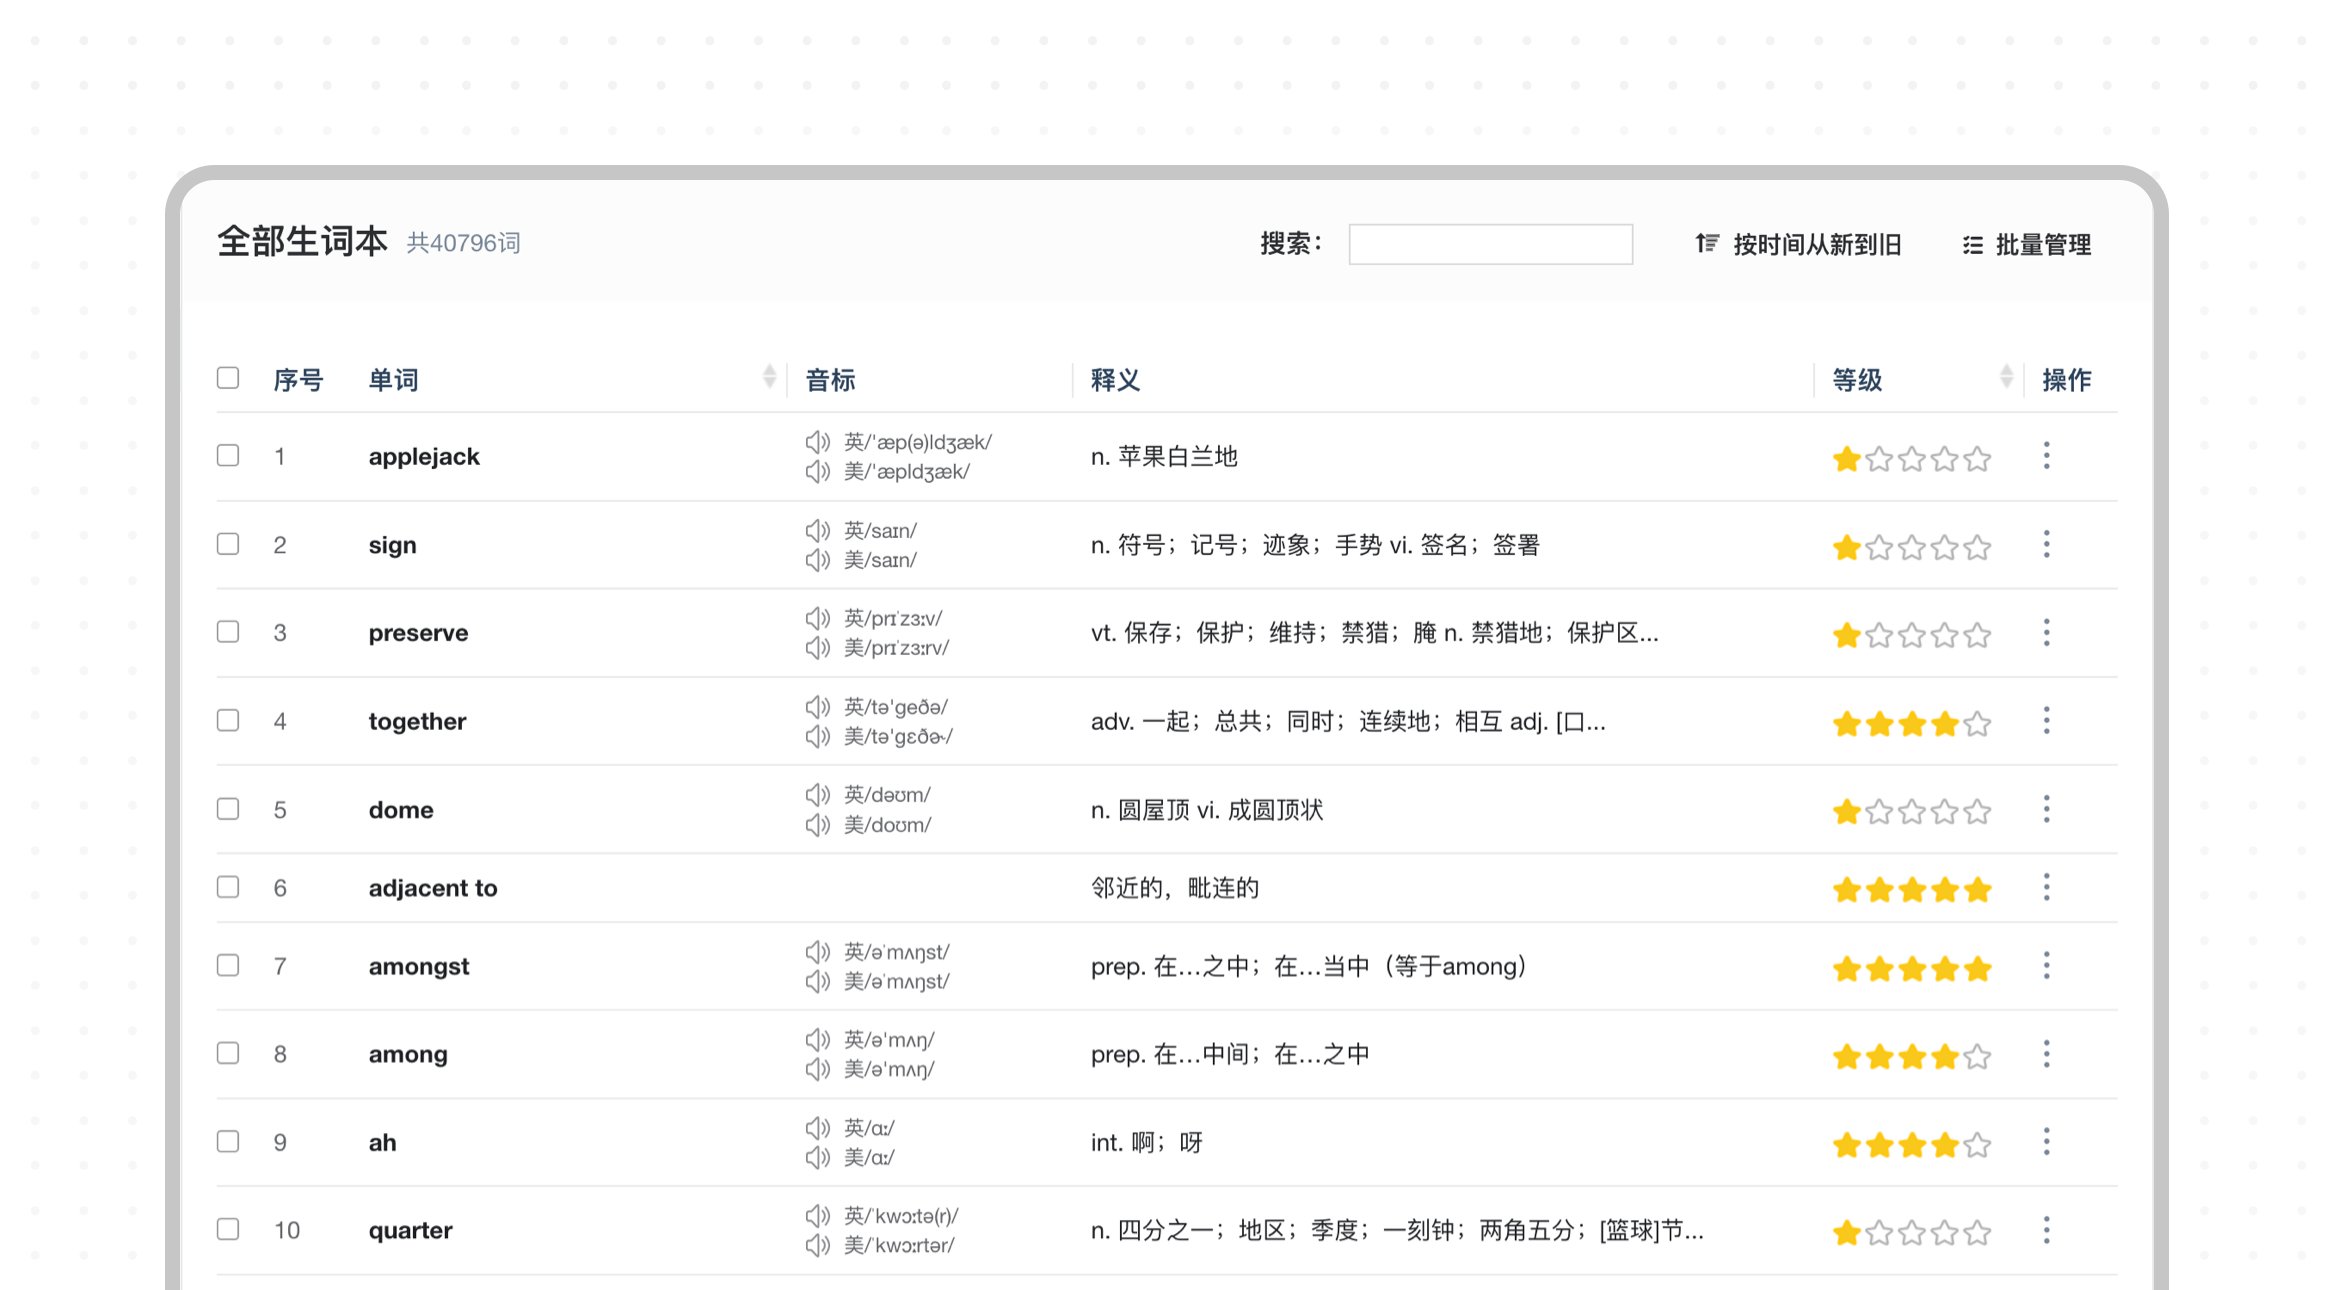 全部生词本 共40796词 搜索： 按时间从新到旧 批量管理
序号 单词 音标 释义 等级 操作
1 applejack 英/ˈæp(ə)ldʒæk/ n. 苹果白兰地
美/ˈæpldʒæk/
2 sign 英/saɪn/ n. 符号；记号；迹象；手势 vi. 签名；签署
美/saɪn/
3 preserve 英/prɪˈzɜːv/ vt. 保存；保护；维持；禁猎；腌 n. 禁猎地；保护区...
美/prɪˈzɜːrv/
4 together 英/tə'geðə/ adv. 一起；总共；同时；连续地；相互 adj. [口...
美/tə'gɛðɚ/
5 dome 英/dəʊm/ n. 圆屋顶 vi. 成圆顶状
美/doʊm/
6 adjacent to 邻近的，毗连的
7 amongst 英/əˈmʌŋst/ prep. 在…之中；在…当中（等于among）
美/əˈmʌŋst/
8 among 英/ə'mʌŋ/ prep. 在…中间；在…之中
美/ə'mʌŋ/
9 ah 英/ɑː/ int. 啊；呀
美/ɑː/
10 quarter 英/ˈkwɔːtə(r)/ n. 四分之一；地区；季度；一刻钟；两角五分；[篮球]节...
美/ˈkwɔːrtər/